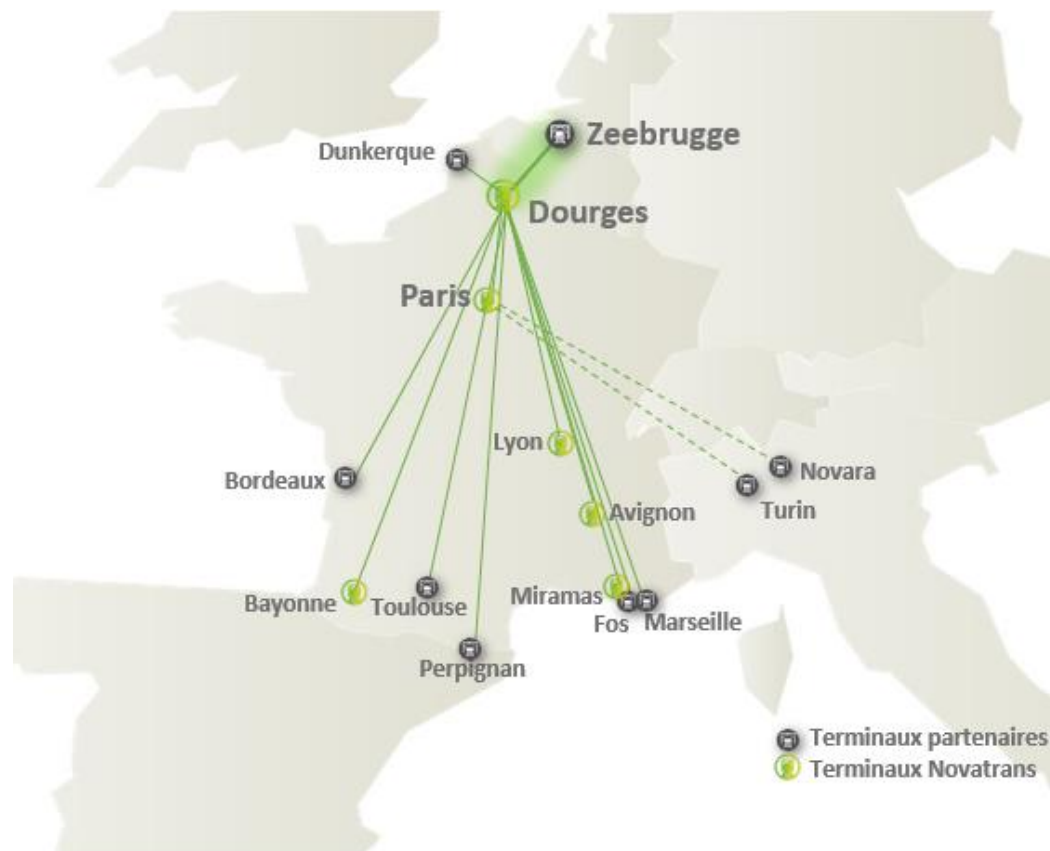 Zeebrugge
Dunkerque
Dourges
Paris
Lyon
Novara
Bordeaux
Turin
Avignon
Miramas
Bayonne
Toulouse
Fos
Marseille
Perpignan
Terminaux partenaires
Terminaux Novatrans